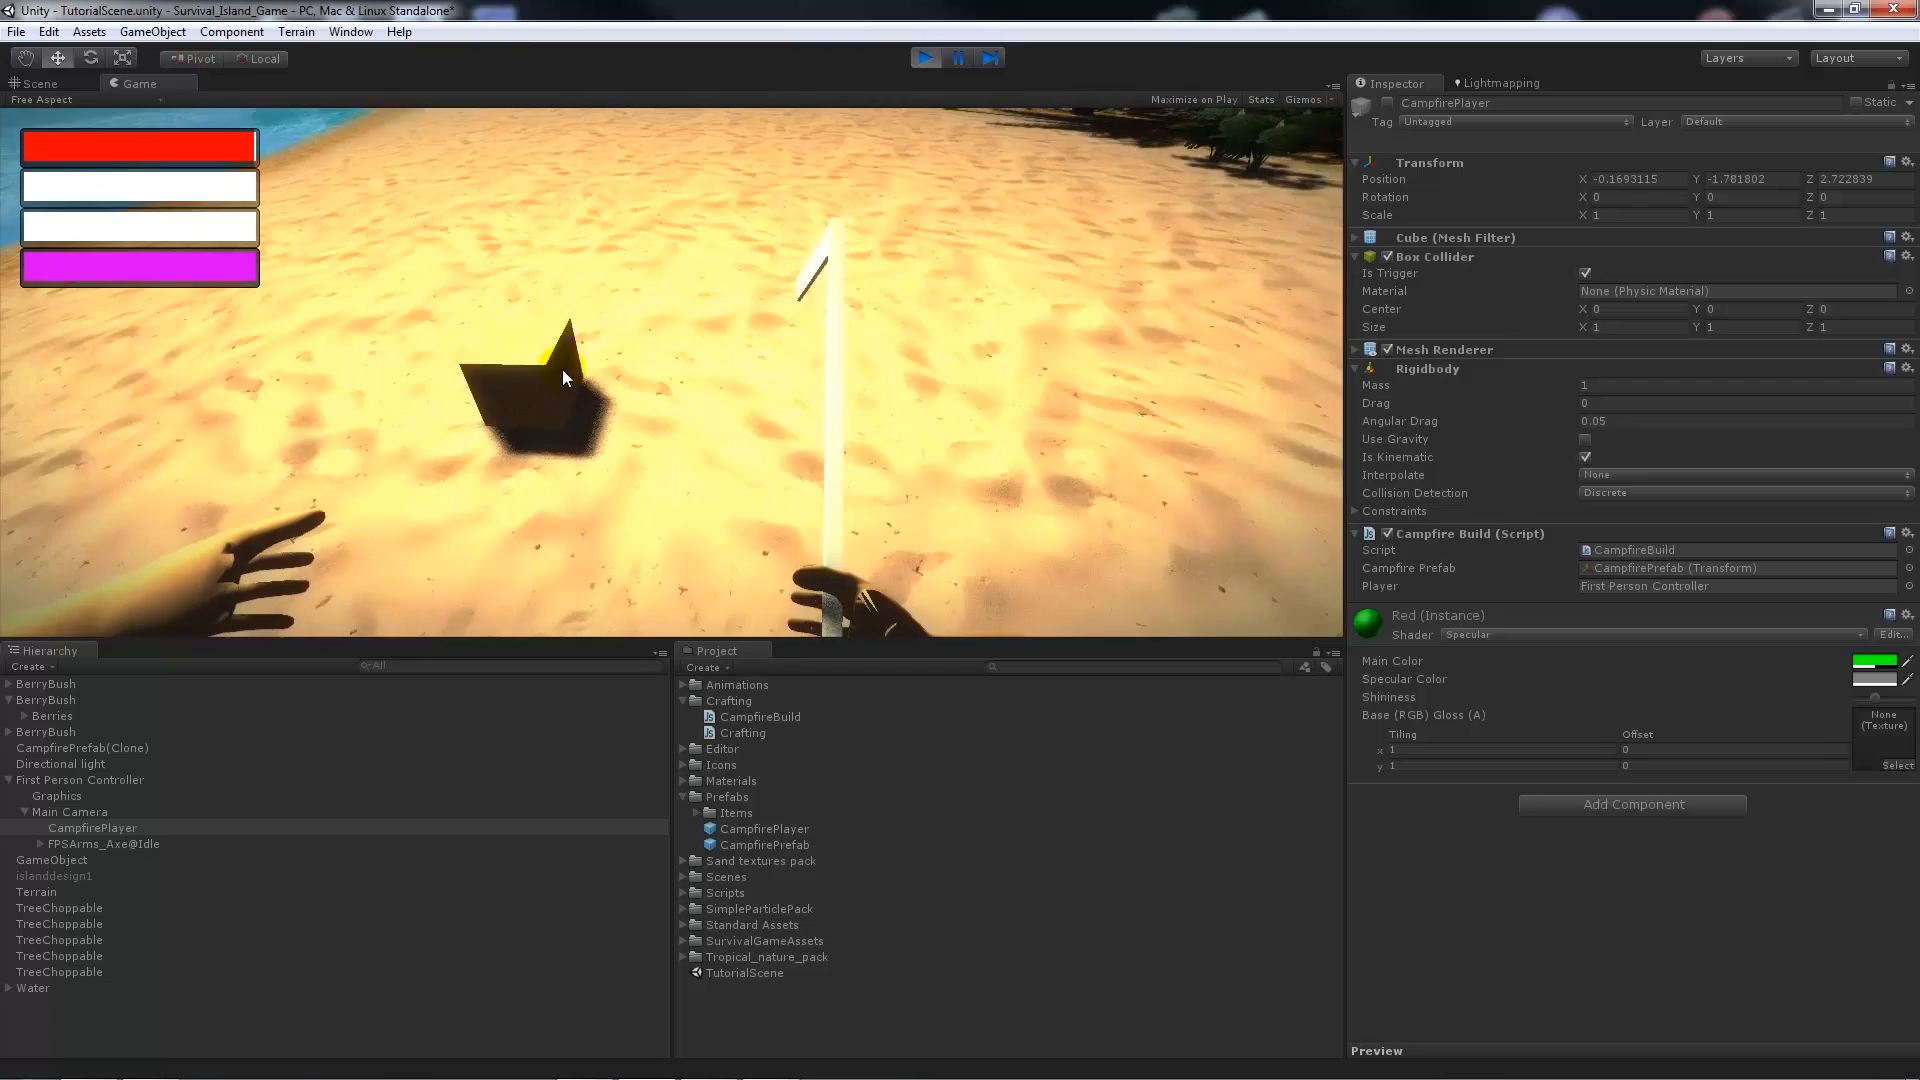 Unity - TutorialScene.unity - Survival_Island_Game - PC, Mac & Linux Standalone*
File Edit Assets GameObject Component Terrain Window Help
Pivot Local Layers Layout
Scene Game
Free Aspect Maximize on Play Stats Gizmos
Inspector Lightmapping
CampfirePlayer Static
Tag Untagged Layer Default
Transform
Position X -0.1693115 Y -1.781802 Z 2.722839
Rotation X 0 Y 0 Z 0
Scale X 1 Y 1 Z 1
Cube (Mesh Filter)
Box Collider
Is Trigger
Material None (Physic Material)
Center X 0 Y 0 Z 0
Size X 1 Y 1 Z 1
Mesh Renderer
Rigidbody
Mass 1
Drag 0
Angular Drag 0.05
Use Gravity
Is Kinematic
Interpolate None
Collision Detection Discrete
Constraints
Campfire Build (Script)
Script CampfireBuild
Campfire Prefab CampfirePrefab (Transform)
Player First Person Controller
Red (Instance)
Shader Specular Edit...
Main Color
Specular Color
Shininess
Base (RGB) Gloss (A) None (Texture)
Tiling Offset
x 1 0
y 1 0 Select
Add Component
Preview
Hierarchy
Create All
BerryBush
BerryBush
Berries
BerryBush
CampfirePrefab(Clone)
Directional light
First Person Controller
Graphics
Main Camera
CampfirePlayer
FPSArms_Axe@Idle
GameObject
islanddesign1
Terrain
TreeChoppable
TreeChoppable
TreeChoppable
TreeChoppable
TreeChoppable
Water
Project
Create
Animations
Crafting
CampfireBuild
Crafting
Editor
Icons
Materials
Prefabs
Items
CampfirePlayer
CampfirePrefab
Sand textures pack
Scenes
Scripts
SimpleParticlePack
Standard Assets
SurvivalGameAssets
Tropical_nature_pack
TutorialScene